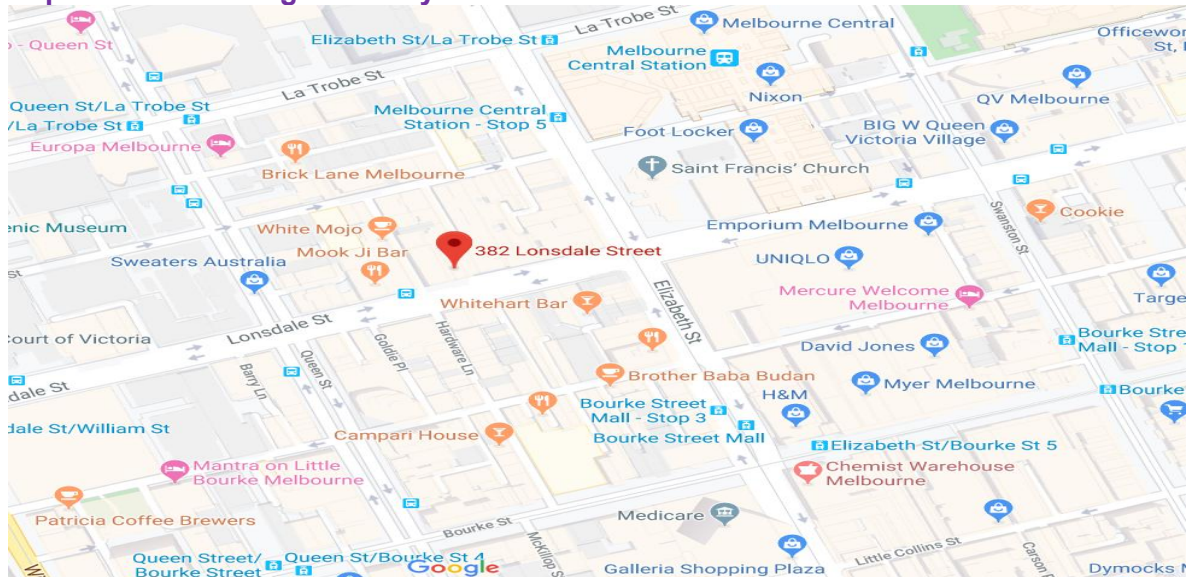 La Trobe St
Melbourne Central
Officewor
St,
- Queen St
Elizabeth St/La Trobe St
Melbourne
Central Station
La Trobe St
Nixon
QV Melbourne
Queen St/La Trobe St
/La Trobe St
Melbourne Central
Station - Stop 5
Foot Locker
BIG W Queen
Victoria Village
Europa Melbourne
Brick Lane Melbourne
Saint Francis' Church
Swanston St
Cookie
enic Museum
White Mojo
Mook Ji Bar
382 Lonsdale Street
Emporium Melbourne
Sweaters Australia
UNIQLO
st
Mercure Welcome
Melbourne
Targe
Whitehart Bar
Elizabeth St
ourt of Victoria
Lonsdale St
Goldie Pl
Hardware Ln
David Jones
Bourke Stre
Mall - Stop
Barry Ln
Queen St
Brother Baba Budan
Myer Melbourne
dale St
H&M
Bourke
Bourke Street
Mall - Stop 3
Bourke Street Mall
dale St/William St
Campari House
Elizabeth St/Bourke St 5
Mantra on Little
Bourke Melbourne
Chemist Warehouse
Melbourne
Patricia Coffee Brewers
Bourke St
Medicare
Little Collins St
Queen Street/
Bourke Street
Queen St/Bourke St 4
Google
McKillop S
Galleria Shopping Plaza
Carson
Dymocks